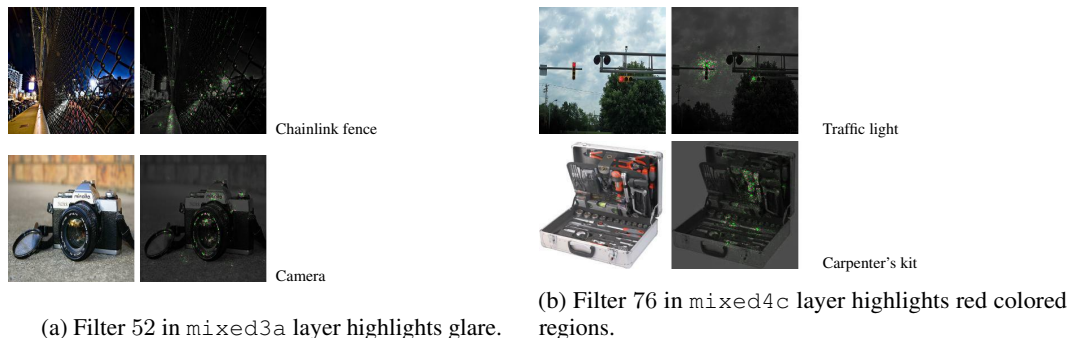 Chainlink fence
Camera
(a) Filter 52 in mixed3a layer highlights glare.
Traffic light
Carpenter's kit
(b) Filter 76 in mixed4c layer highlights red colored
regions.